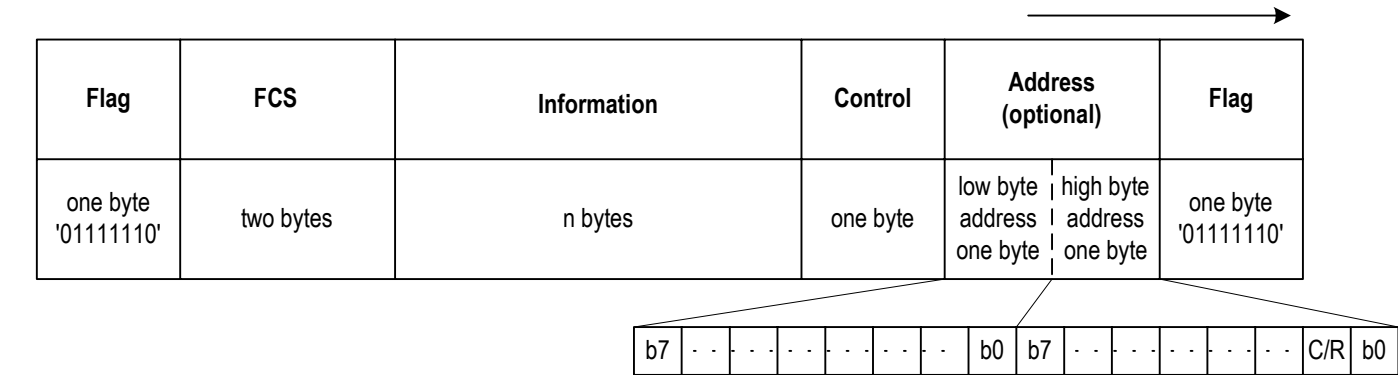 Flag
FCS
Information
Control
Address
(optional)
Flag
one byte
'01111110'
two bytes
n bytes
one byte
low byte
address
one byte
high byte
address
one byte
one byte
'01111110'
b7 - - - - - - - - - - - - b0 b7 - - - - - - - - - - C/R b0